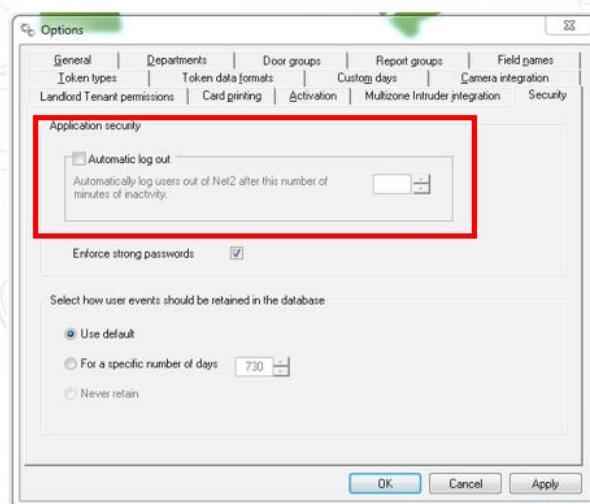 Options
General Departments Door groups Report groups Field names
Token types Token data formats Custom days Camera integration
Landlord Tenant permissions Card printing Activation Multizone Intruder integration Security
Application security
Automatic log out
Automatically log users out of Net2 after this number of
minutes of inactivity.
Enforce strong passwords
Select how user events should be retained in the database
Use default
For a specific number of days 730
Never retain
OK Cancel Apply